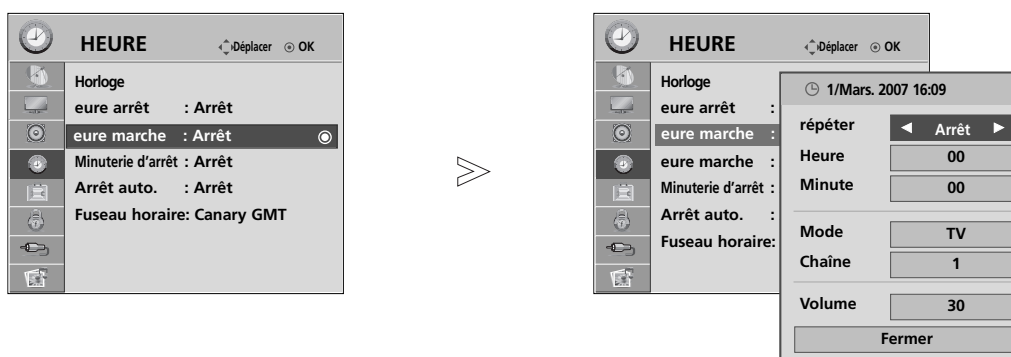 HEURE Déplacer OK
Horloge
eure arrêt : Arrêt
eure marche : Arrêt
Minuterie d'arrêt : Arrêt
Arrêt auto. : Arrêt
Fuseau horaire: Canary GMT
HEURE Déplacer OK
Horloge
eure arrêt :
eure marche :
eure marche :
Minuterie d'arrêt :
Arrêt auto. :
Fuseau horaire:
1/Mars. 2007 16:09
répéter Arrêt
Heure 00
Minute 00
Mode TV
Chaîne 1
Volume 30
Fermer